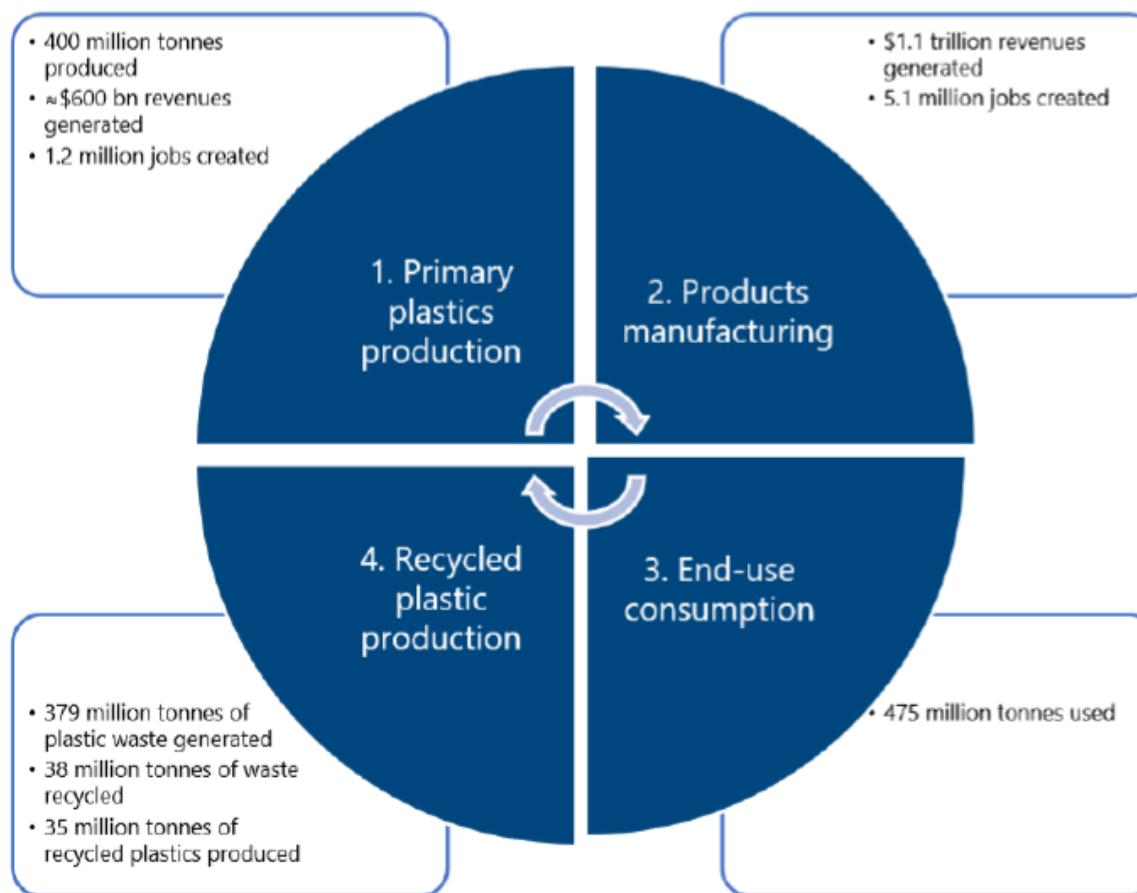 • 400 million tonnes
produced
• ≈$600 bn revenues
generated
• 1.2 million jobs created
• $1.1 trillion revenues
generated
• 5.1 million jobs created
1. Primary
plastics
production
2. Products
manufacturing
4. Recycled
plastic
production
3. End-use
consumption
• 379 million tonnes of
plastic waste generated
• 38 million tonnes of waste
recycled
• 35 million tonnes of
recycled plastics produced
• 475 million tonnes used